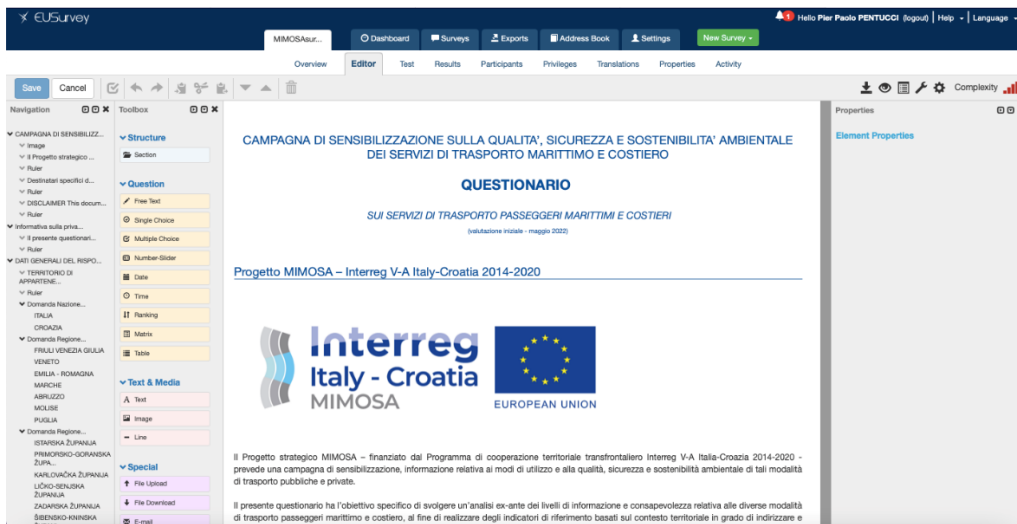 EUSurvey
1 Hello Pier Paolo PENTUCCI (logout) | Help | Language
MIMOSAsur...
Dashboard
Surveys
Exports
Address Book
Settings
New Survey
Overview
Editor
Test
Results
Participants
Privileges
Translations
Properties
Activity
Save
Cancel
Complexity
Navigation
CAMPAGNA DI SENSIBILIZZ...
Image
Il Progetto strategico ...
Ruler
Destinatari specifici d...
Ruler
DISCLAIMER This docum...
Ruler
Informativa sulla priva...
Il presente questionari...
Ruler
DATI GENERALI DEL RISPO...
TERRITORIO DI
APPARTENE...
Ruler
Domanda Nazione...
ITALIA
CROAZIA
Domanda Regione...
FRIULI VENEZIA GIULIA
VENETO
EMILIA - ROMAGNA
MARCHE
ABRUZZO
MOLISE
PUGLIA
Domanda Regione...
ISTARSKA ŽUPANIJA
PRIMORSKO-GORANSKA
ŽUPA...
KARLOVAČKA ŽUPANIJA
LIČKO-SENJSKA
ŽUPANIJA
ZADARSKA ŽUPANIJA
ŠIBENSKO-KNINSKA
Toolbox
Structure
Section
Question
Free Text
Single Choice
Multiple Choice
Number-Slider
Date
Time
Ranking
Matrix
Table
Text & Media
Text
Image
Line
Special
File Upload
File Download
E-mail
CAMPAGNA DI SENSIBILIZZAZIONE SULLA QUALITA', SICUREZZA E SOSTENIBILITA' AMBIENTALE
DEI SERVIZI DI TRASPORTO MARITTIMO E COSTIERO
QUESTIONARIO
SUI SERVIZI DI TRASPORTO PASSEGGERI MARITTIMI E COSTIERI
(valutazione iniziale - maggio 2022)
Progetto MIMOSA – Interreg V-A Italy-Croatia 2014-2020
Interreg
Italy - Croatia
MIMOSA
EUROPEAN UNION
Il Progetto strategico MIMOSA – finanziato dal Programma di cooperazione territoriale transfrontaliero Interreg V-A Italia-Croazia 2014-2020 -
prevede una campagna di sensibilizzazione, informazione relativa ai modi di utilizzo e alla qualità, sicurezza e sostenibilità ambientale di tali modalità
di trasporto pubbliche e private.
Il presente questionario ha l'obiettivo specifico di svolgere un'analisi ex-ante dei livelli di informazione e consapevolezza relativa alle diverse modalità
di trasporto passeggeri marittimo e costiero, al fine di realizzare degli indicatori di riferimento basati sul contesto territoriale in grado di indirizzare e
Properties
Element Properties